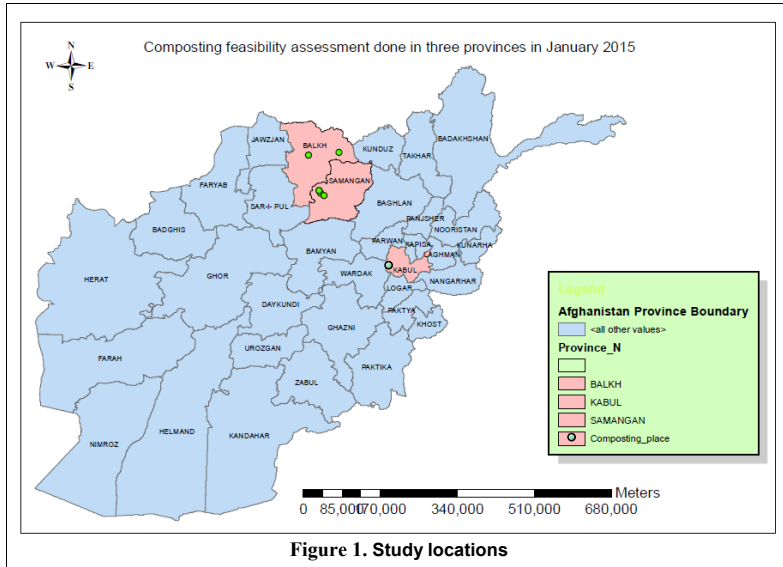 Composting feasibility assessment done in three provinces in January 2015
N
W E
S
BADAKHSHAN
JAWZJAN
BALKH
KUNDUZ
TAKHAR
FARYAB
SAMANGAN
SAR-I- PUL
BAGHLAN
PANJSHER
BADGHIS
NOORISTAN
PARWAN
KAPISA
KUNARHA
BAMYAN
LAGHMAN
HERAT
GHOR
WARDAK
KABUL
NANGARHAR
LOGAR
DAYKUNDI
PAKTYA
GHAZNI
KHOST
UROZGAN
FARAH
PAKTIKA
ZABUL
NIMROZ
HELMAND
KANDAHAR
Legend
Afghanistan Province Boundary
<all other values>
Province_N
BALKH
KABUL
SAMANGAN
Composting_place
Meters
0 85,000170,000 340,000 510,000 680,000
Figure 1. Study locations